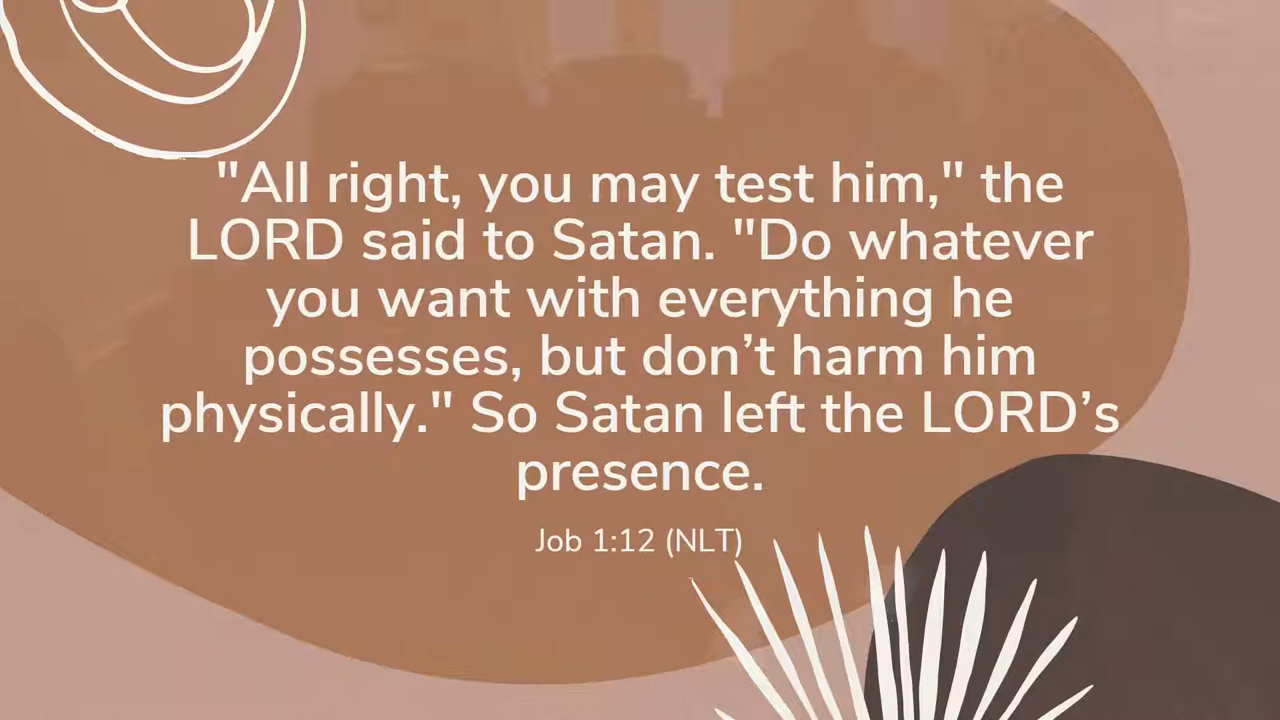 "All right, you may test him," the
LORD said to Satan. "Do whatever
you want with everything he
possesses, but don’t harm him
physically." So Satan left the LORD’s
presence.
Job 1:12 (NLT)